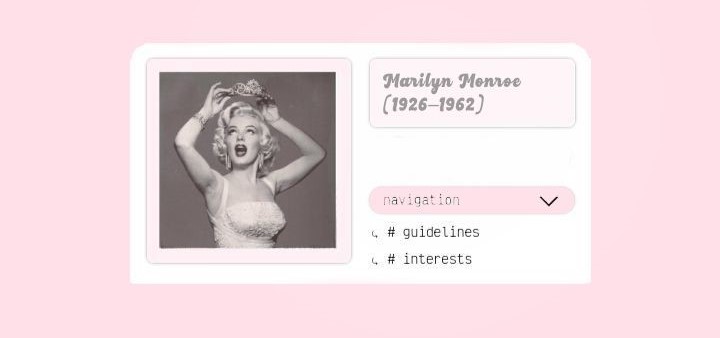 Marilyn Monroe
(1926–1962)
navigation
# guidelines
# interests